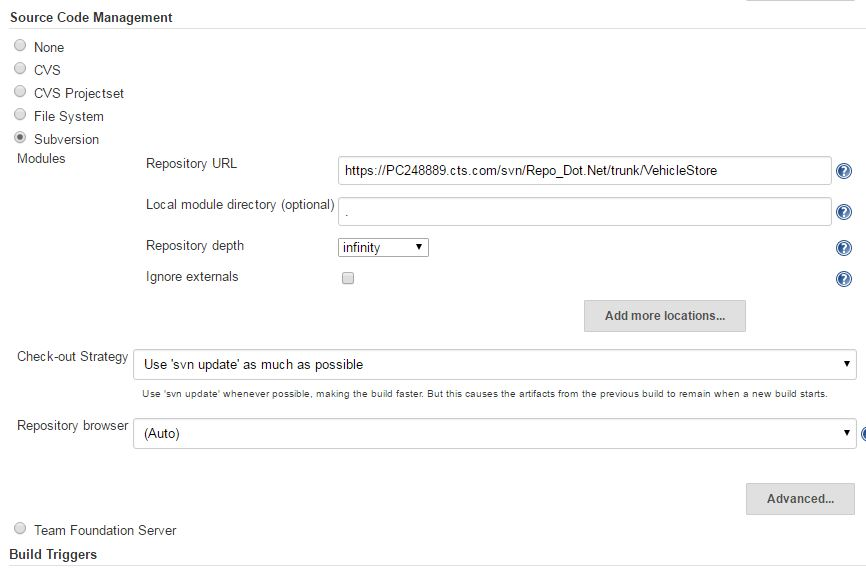 Source Code Management
None
CVS
CVS Projectset
File System
Subversion
Modules
Repository URL
https://PC248889.cts.com/svn/Repo_Dot.Net/trunk/VehicleStore
Local module directory (optional)
.
Repository depth
infinity
Ignore externals
Add more locations...
Check-out Strategy
Use 'svn update' as much as possible
Use 'svn update' whenever possible, making the build faster. But this causes the artifacts from the previous build to remain when a new build starts.
Repository browser
(Auto)
Advanced...
Team Foundation Server
Build Triggers